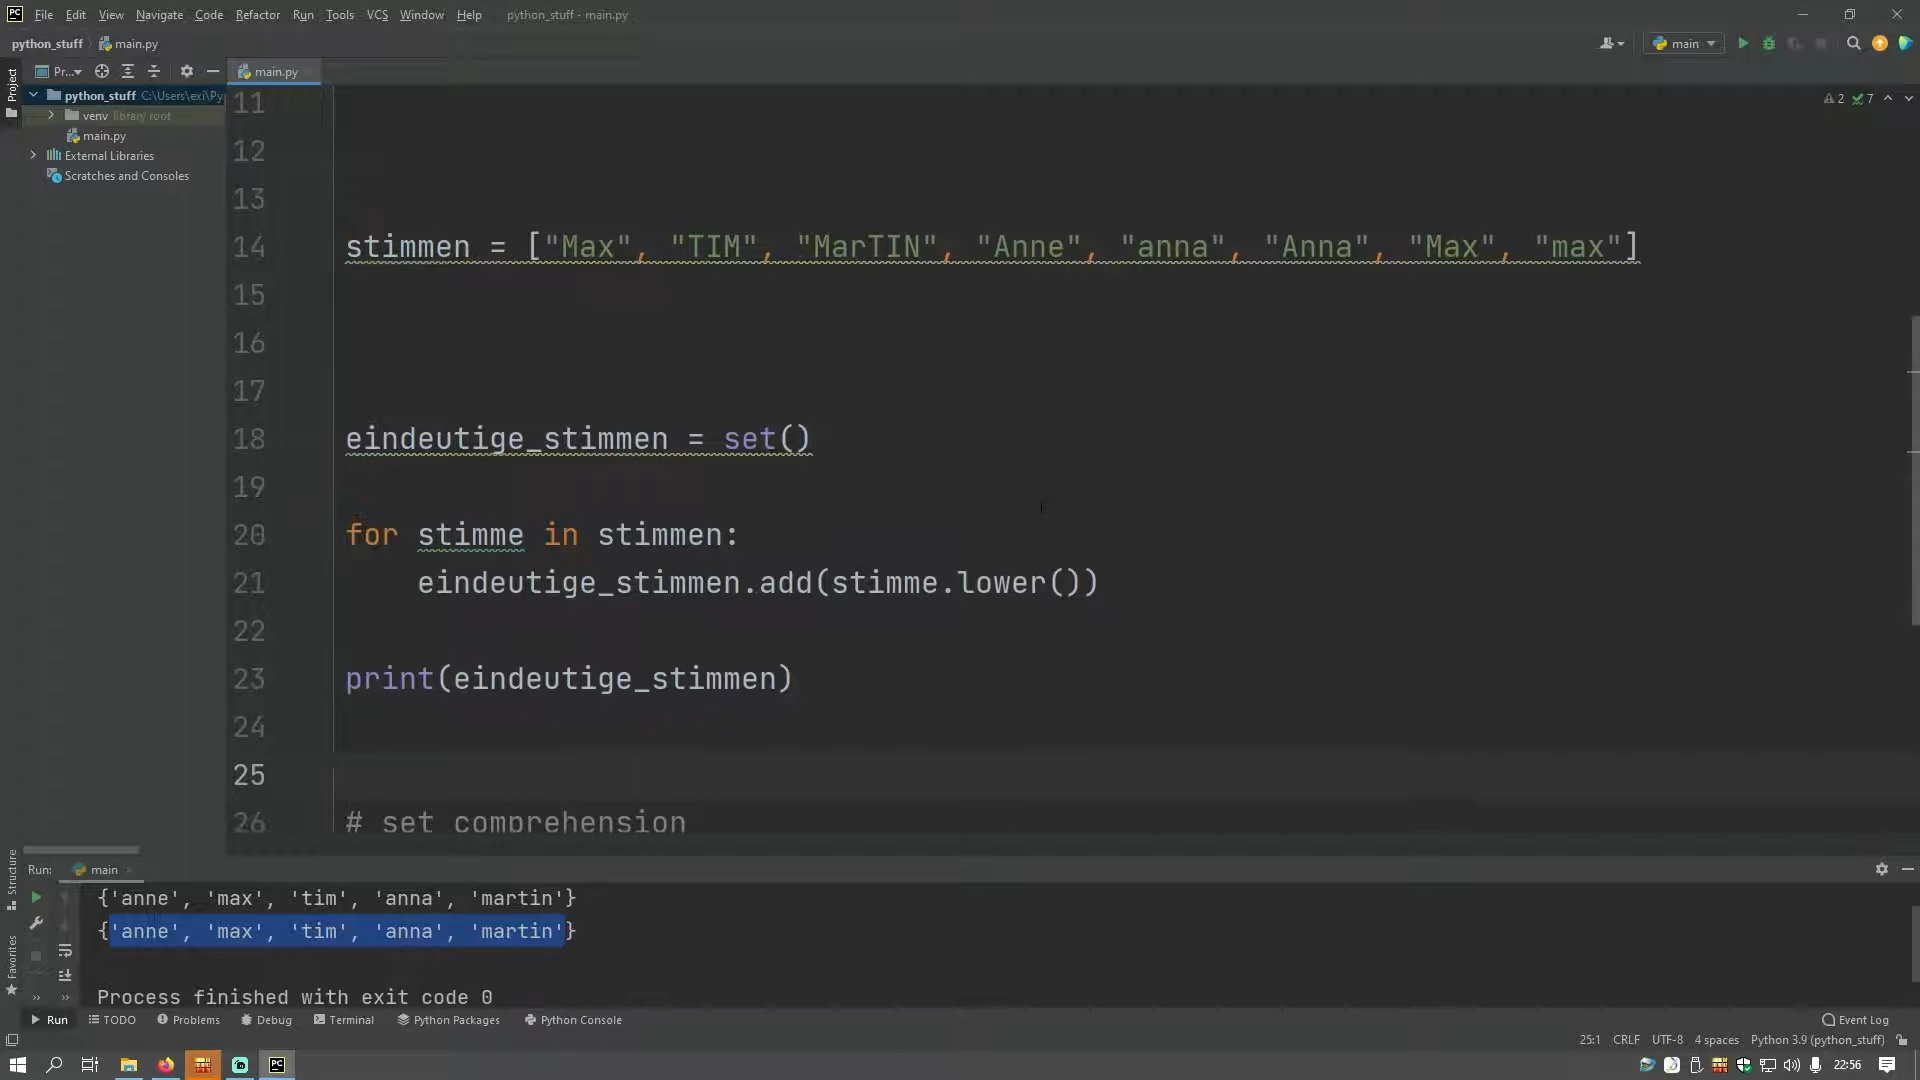 File Edit View Navigate Code Refactor Run Tools VCS Window Help python_stuff - main.py
python_stuff main.py main
Pr... main.py
Project
python_stuff C:\Users\exi\Py
venv library root
main.py
External Libraries
Scratches and Consoles
2 7
11
12
13
14 stimmen = ["Max", "TIM", "MarTIN", "Anne", "anna", "Anna", "Max", "max"]
15
16
17
18 eindeutige_stimmen = set()
19
20 for stimme in stimmen:
21 eindeutige_stimmen.add(stimme.lower())
22
23 print(eindeutige_stimmen)
24
25
26 # set comprehension
Structure
Favorites
Run: main
{'anne', 'max', 'tim', 'anna', 'martin'}
{'anne', 'max', 'tim', 'anna', 'martin'}
Process finished with exit code 0
Run TODO Problems Debug Terminal Python Packages Python Console Event Log
25:1 CRLF UTF-8 4 spaces Python 3.9 (python_stuff)
22:56